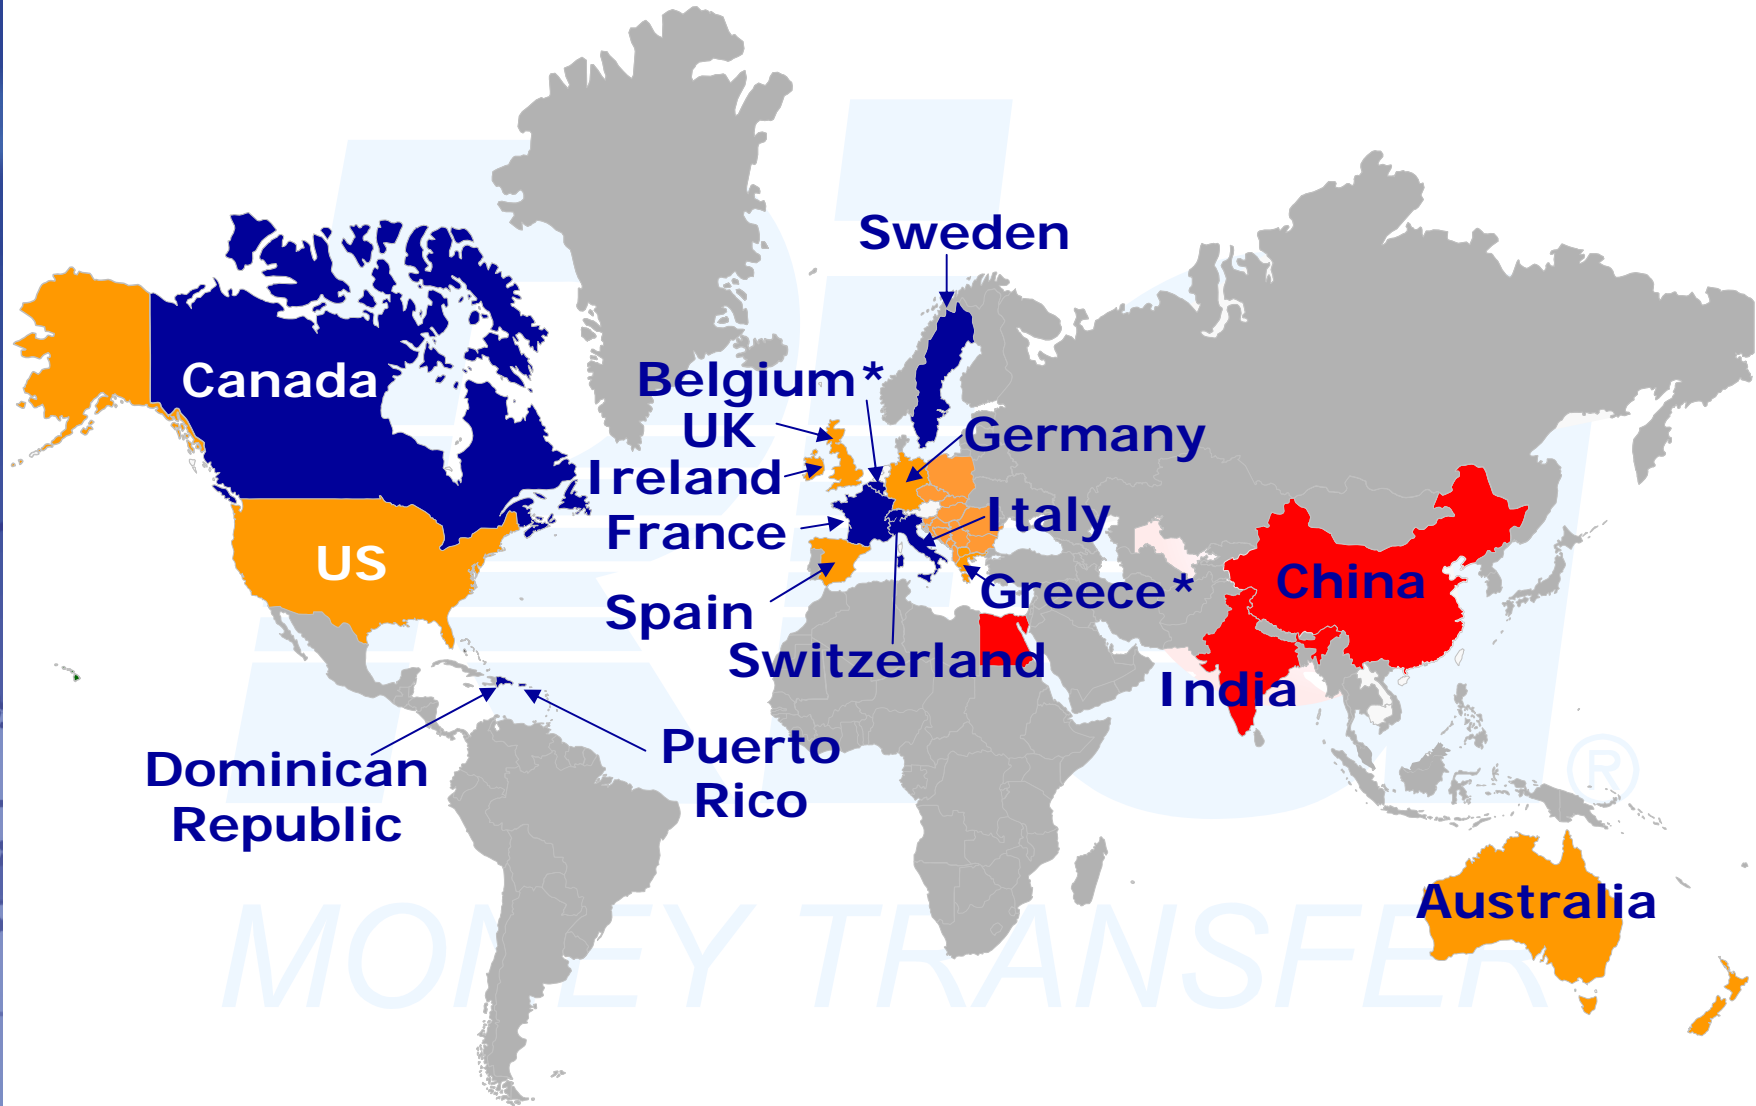 Sweden
Canada
Belgium*
UK
Germany
Ireland
Italy
France
US
China
Greece*
Spain
Switzerland
India
Puerto
Rico
Dominican
Republic
Ria
®
Australia
MONEY TRANSFER